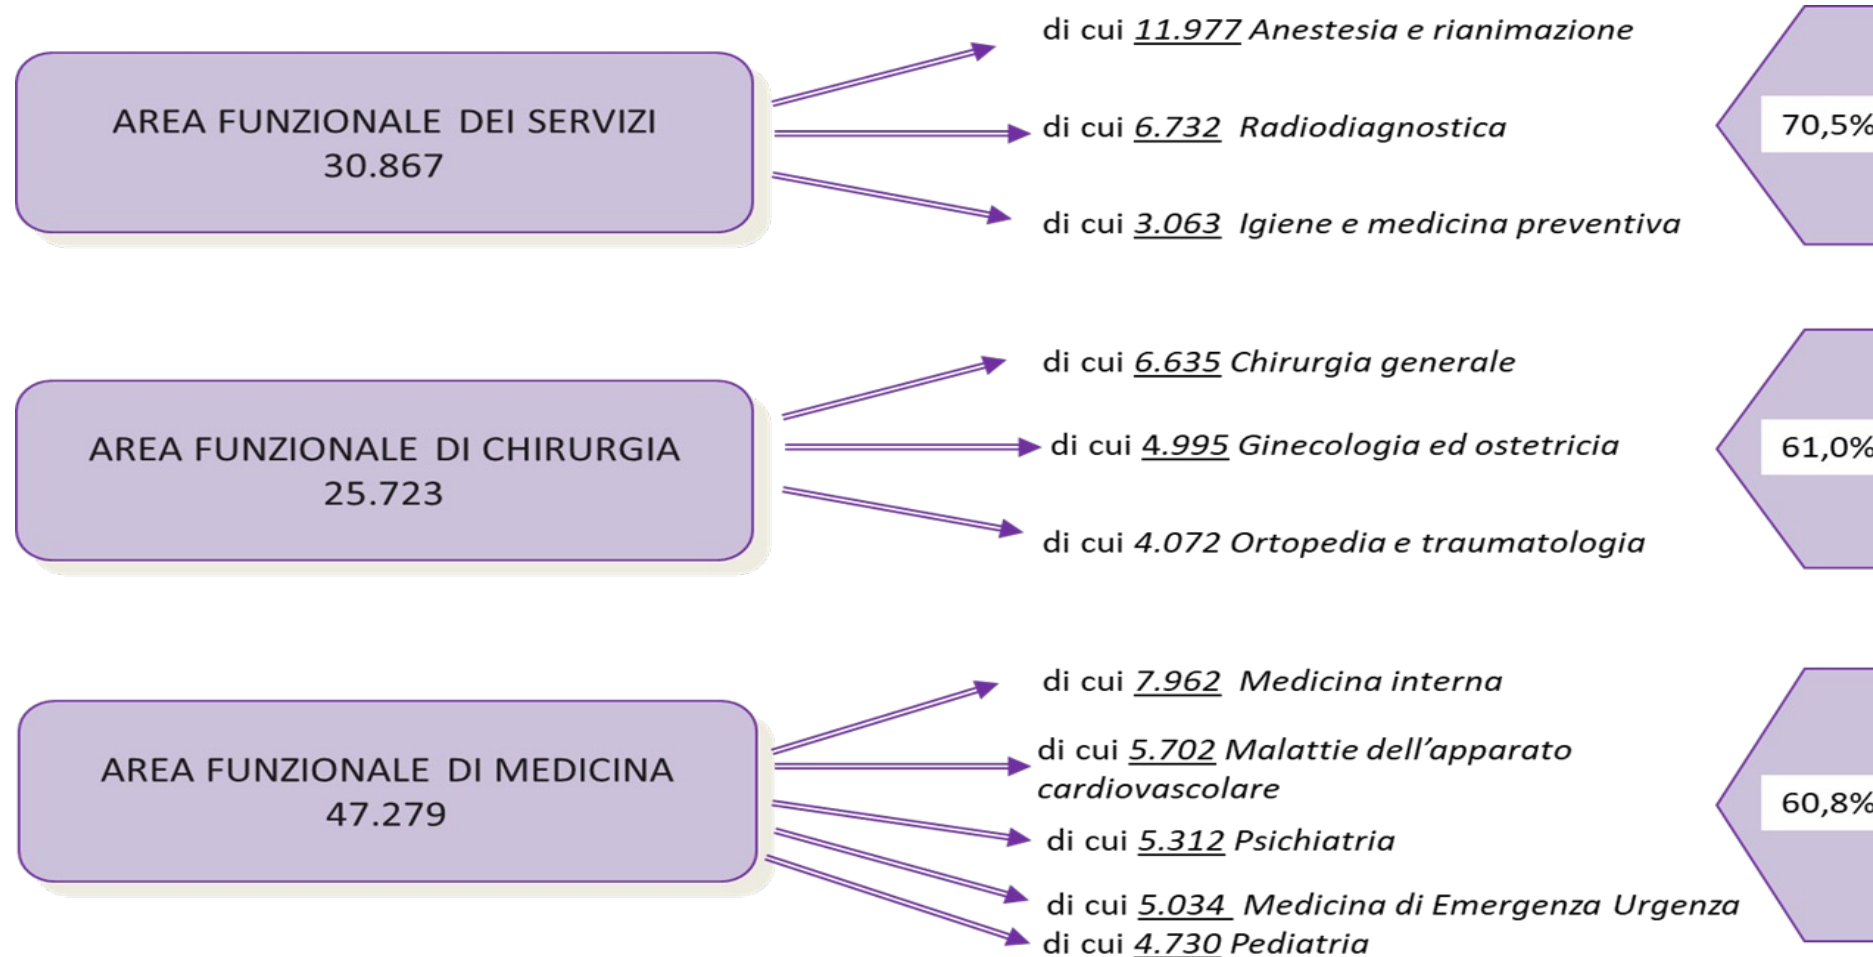 AREA FUNZIONALE DEI SERVIZI
30.867
di cui 11.977 Anestesia e rianimazione
di cui 6.732 Radiodiagnostica
di cui 3.063 Igiene e medicina preventiva
70,5%
AREA FUNZIONALE DI CHIRURGIA
25.723
di cui 6.635 Chirurgia generale
di cui 4.995 Ginecologia ed ostetricia
di cui 4.072 Ortopedia e traumatologia
61,0%
AREA FUNZIONALE DI MEDICINA
47.279
di cui 7.962 Medicina interna
di cui 5.702 Malattie dell’apparato
cardiovascolare
di cui 5.312 Psichiatria
di cui 5.034 Medicina di Emergenza Urgenza
di cui 4.730 Pediatria
60,8%